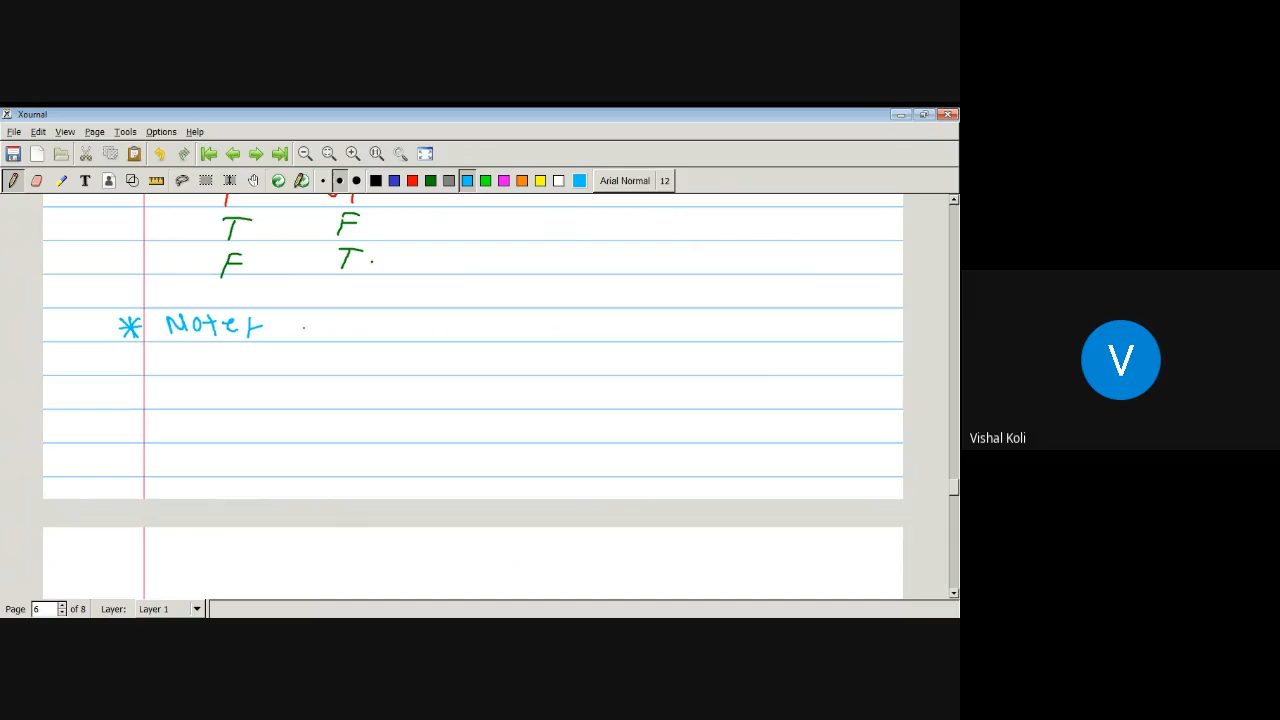 Xournal
File Edit View Page Tools Options Help
T Arial Normal 12
T F
F T .
* Note:
Page 6 of 8 Layer: Layer 1
V
Vishal Koli